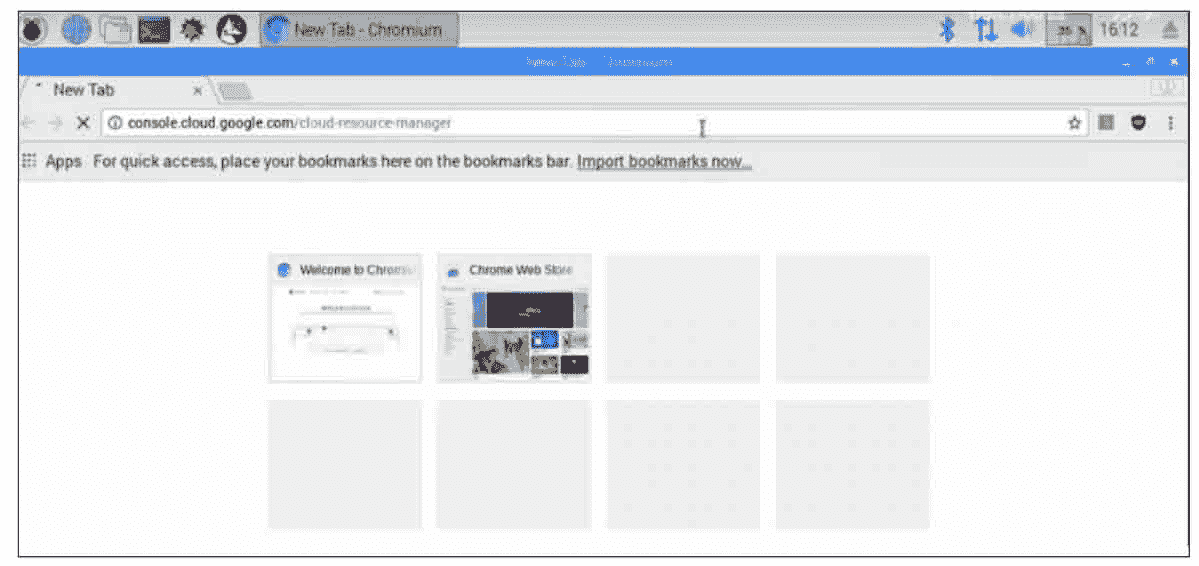 New Tab - Chromium
16:12
New Tab
console.cloud.google.com/cloud-resource-manager
Apps For quick access, place your bookmarks here on the bookmarks bar. Import bookmarks now...
Welcome to Chromiu
Chrome Web Store